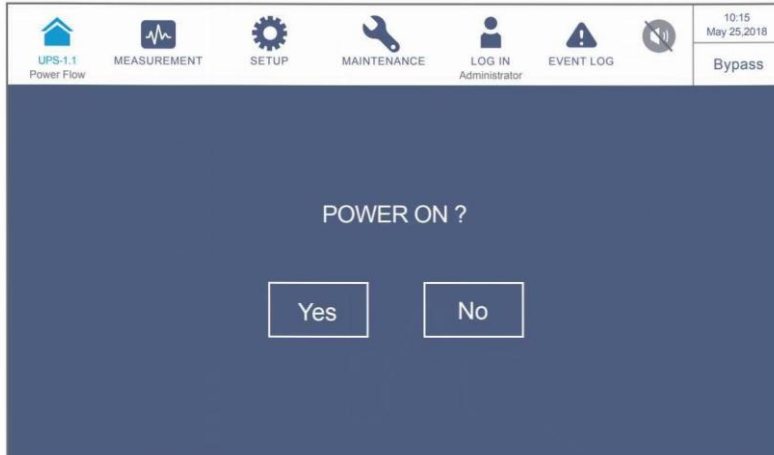 UPS-1.1
Power Flow
MEASUREMENT
SETUP
MAINTENANCE
LOG IN
Administrator
EVENT LOG
10:15
May 25,2018
Bypass
POWER ON ?
Yes
No